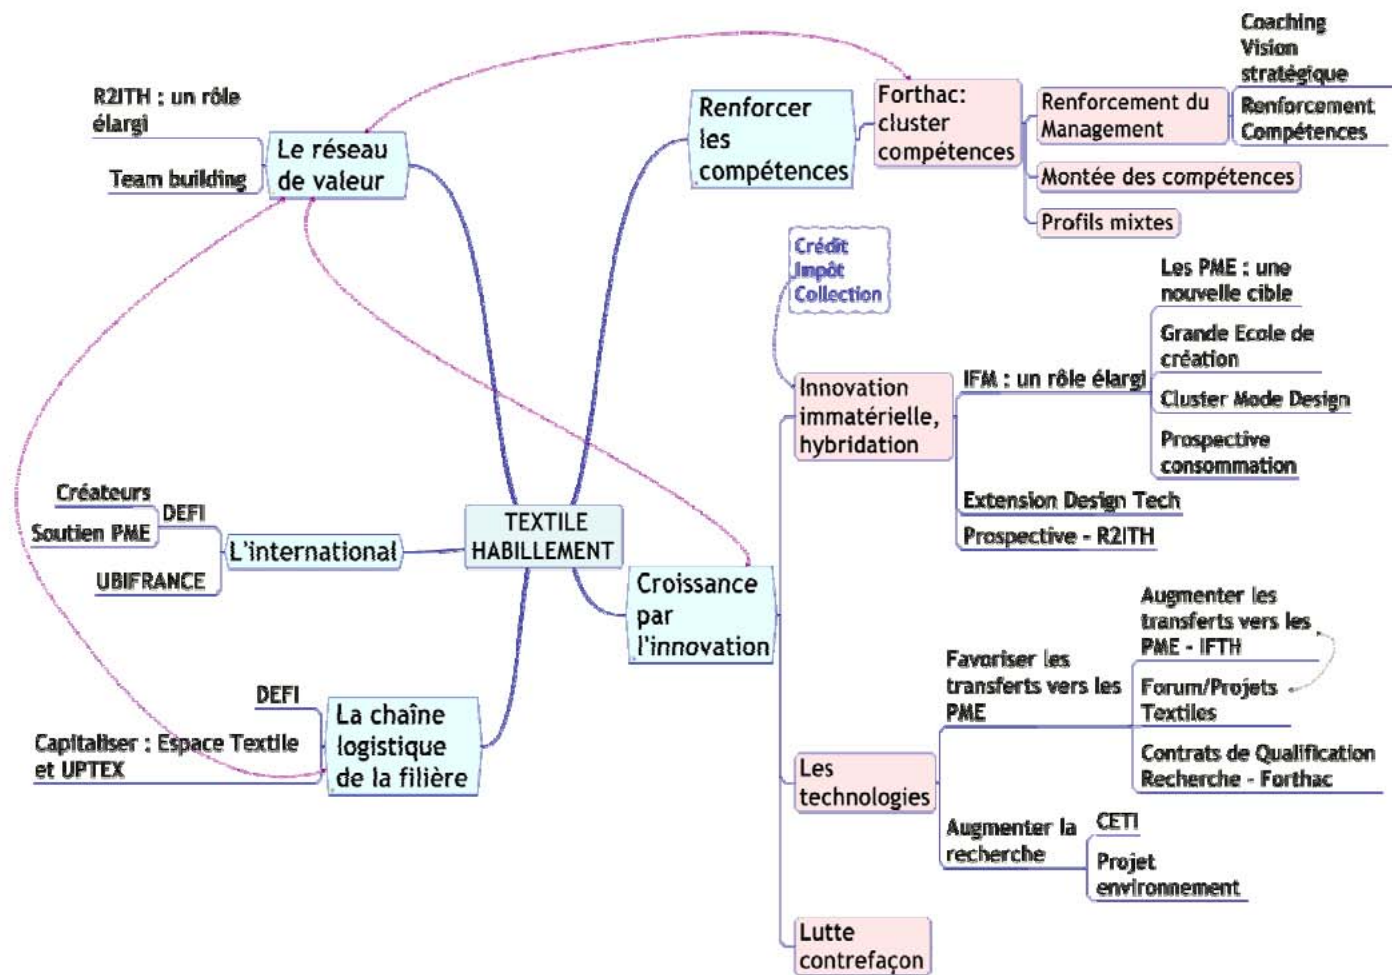 Coaching
Vision
stratégique
Renforcement
Compétences
Renforcement du
Management
Montée des compétences
Profils mixtes
Forthac:
cluster
compétences
Renforcer
les
compétences
R2ITH : un rôle
élargi
Team building
Le réseau
de valeur
Crédit
Impôt
Collection
Les PME : une
nouvelle cible
Grande Ecole de
création
Cluster Mode Design
Prospective
consommation
IFM : un rôle élargi
Extension Design Tech
Prospective - R2ITH
Innovation
immatérielle,
hybridation
Créateurs
Soutien PME
DEFI
UBIFRANCE
L'international
TEXTILE
HABILLEMENT
Croissance
par
l'innovation
DEFI
Capitaliser : Espace Textile
et UPTEX
La chaîne
logistique
de la filière
Augmenter les
transferts vers les
PME - IFTH
Forum/Projets
Textiles
Contrats de Qualification
Recherche - Forthac
Favoriser les
transferts vers les
PME
Les
technologies
Augmenter la
recherche
CETI
Projet
environnement
Lutte
contrefaçon